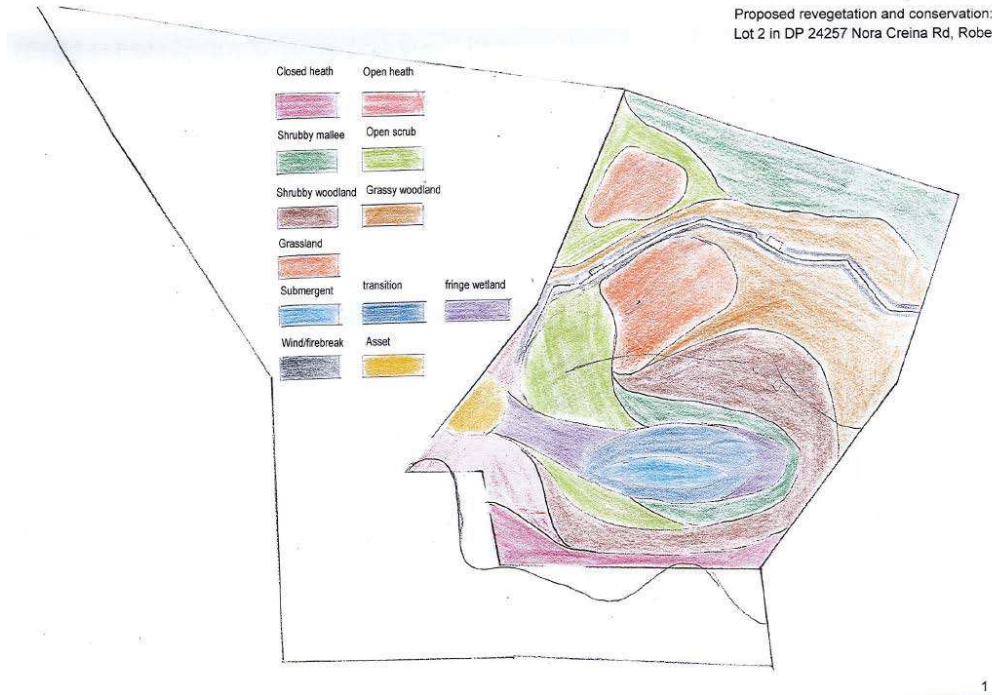 Proposed revegetation and conservation:
Lot 2 in DP 24257 Nora Creina Rd, Robe
Closed heath Open heath
Shrubby mallee Open scrub
Shrubby woodland Grassy woodland
Grassland
Submergent transition fringe wetland
Wind/firebreak Asset
1